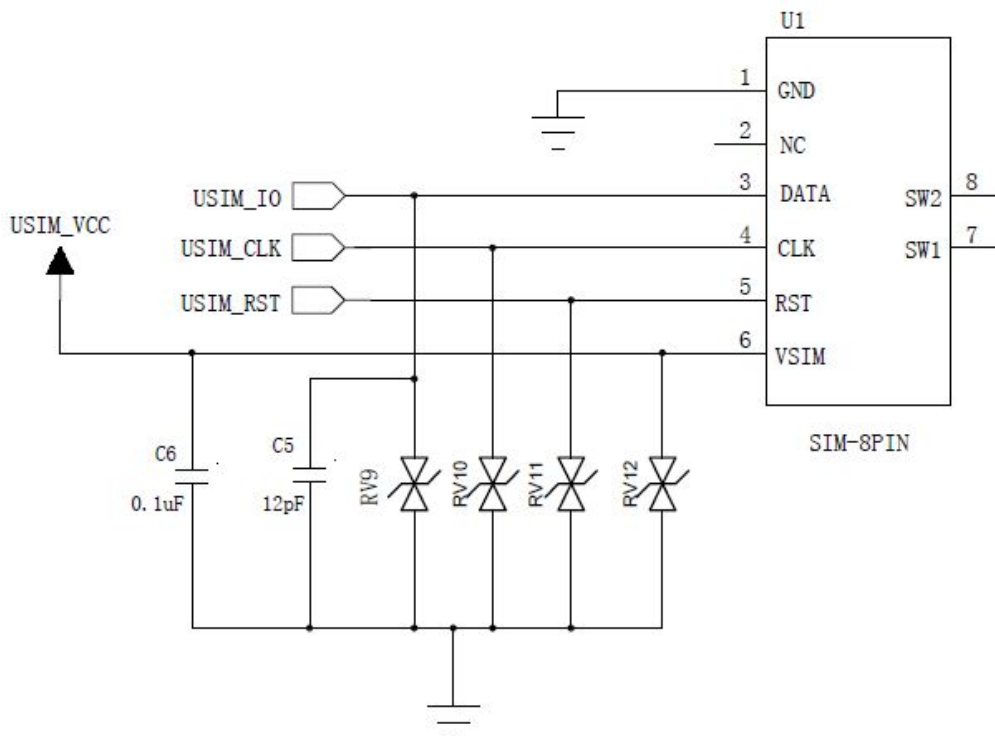 U1
1
GND
2
NC
USIM_IO
3
DATA
SW2
8
USIM_VCC
USIM_CLK
4
CLK
SW1
7
USIM_RST
5
RST
6
VSIM
SIM-8PIN
C6
0.1uF
C5
12pF
RV9
RV10
RV11
RV12